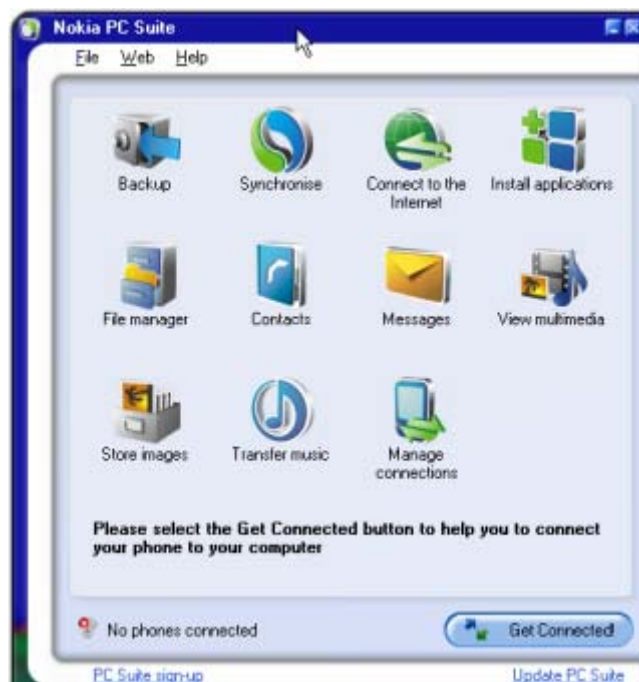 Nokia PC Suite
File Web Help
Backup
Synchronise
Connect to the
Internet
Install applications
File manager
Contacts
Messages
View multimedia
Store images
Transfer music
Manage
connections
Please select the Get Connected button to help you to connect
your phone to your computer
No phones connected
Get Connected!
PC Suite sign-up
Update PC Suite